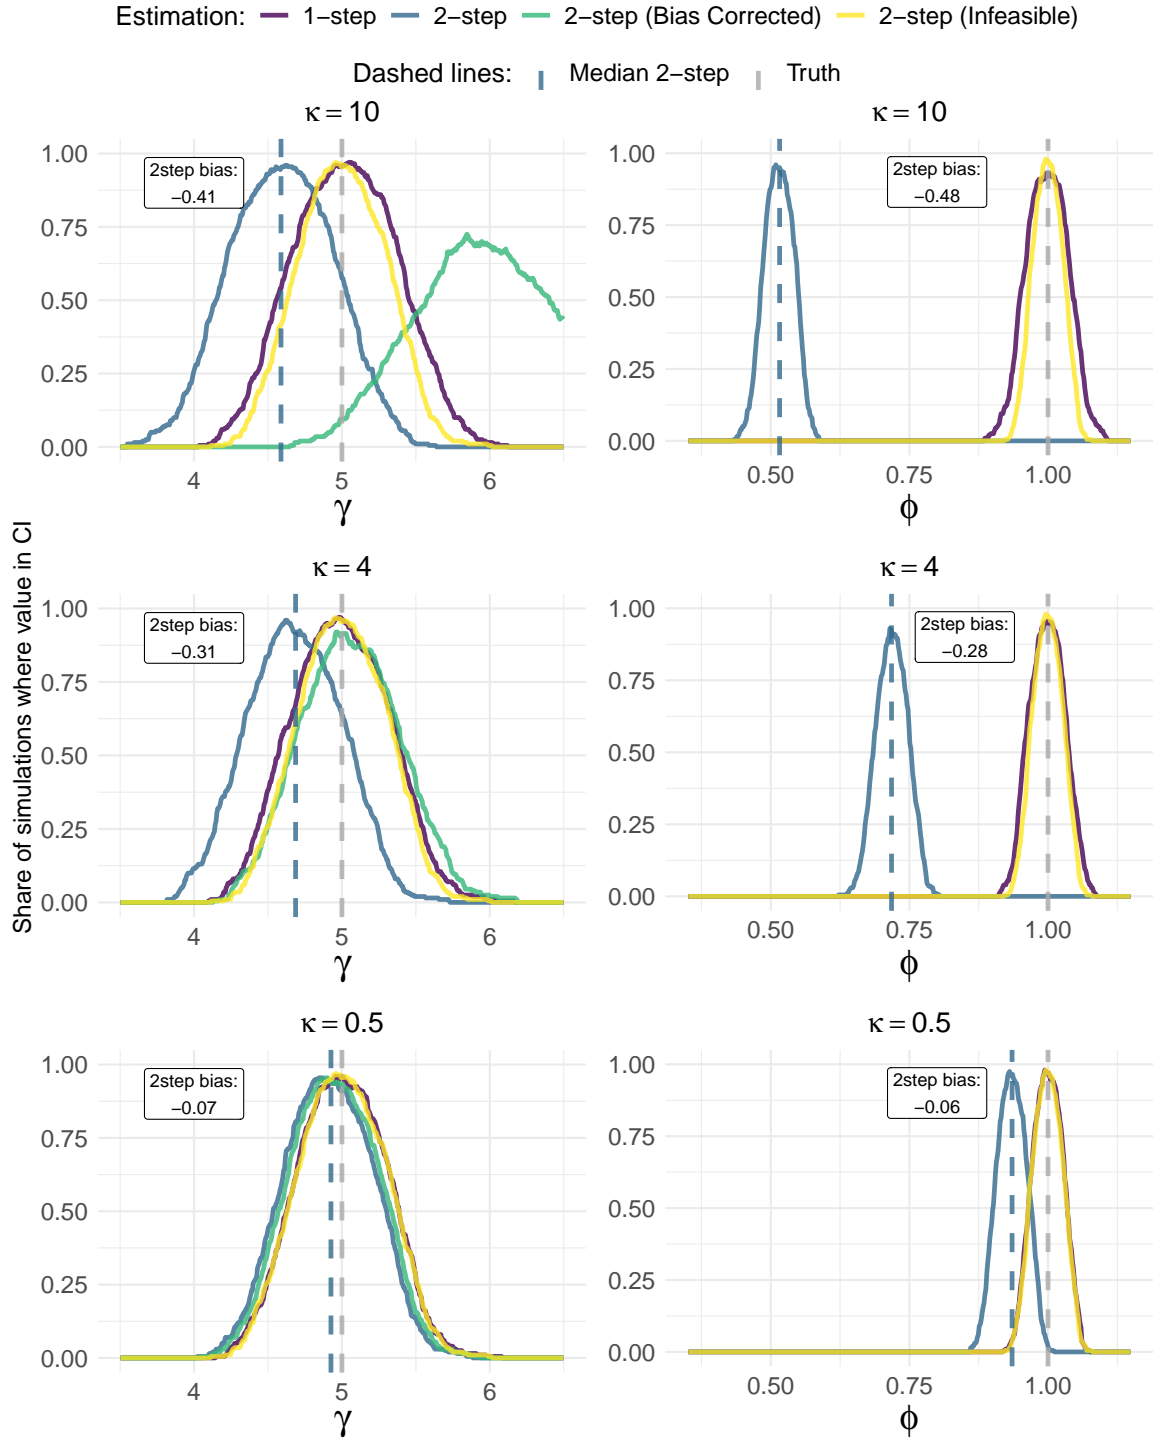 Estimation: 1−step 2−step 2−step (Bias Corrected) 2−step (Infeasible)
Dashed lines: Median 2−step Truth
κ = 10
κ = 10
1.00
0.75
0.50
0.25
0.00
2step bias:
−0.41
4 5 6
γ
1.00
0.75
0.50
0.25
0.00
2step bias:
−0.48
0.50 0.75 1.00
ϕ
Share of simulations where value in CI
κ = 4
κ = 4
1.00
0.75
0.50
0.25
0.00
2step bias:
−0.31
4 5 6
γ
1.00
0.75
0.50
0.25
0.00
2step bias:
−0.28
0.50 0.75 1.00
ϕ
κ = 0.5
κ = 0.5
1.00
0.75
0.50
0.25
0.00
2step bias:
−0.07
4 5 6
γ
1.00
0.75
0.50
0.25
0.00
2step bias:
−0.06
0.50 0.75 1.00
ϕ